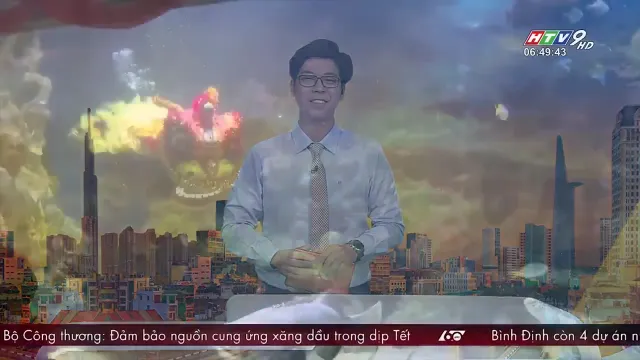 HTV9 HD
06:49:43
Bộ Công thương: Đảm bảo nguồn cung ứng xăng dầu trong dịp Tết 60s Bình Định còn 4 dự án